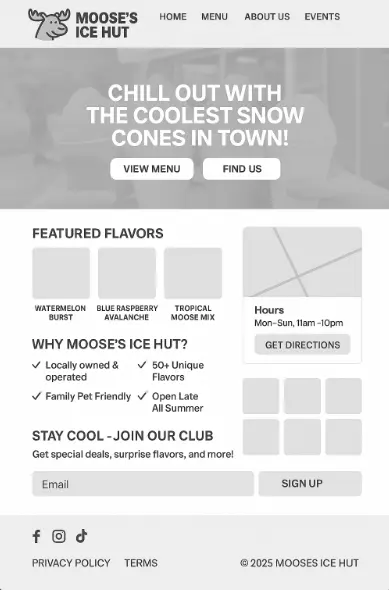 MOOSE'S
ICE HUT
HOME MENU ABOUT US EVENTS
CHILL OUT WITH
THE COOLEST SNOW
CONES IN TOWN!
VIEW MENU FIND US
FEATURED FLAVORS
WATERMELON
BURST
BLUE RASPBERRY
AVALANCHE
TROPICAL
MOOSE MIX
Hours
Mon–Sun, 11am –10pm
GET DIRECTIONS
WHY MOOSE'S ICE HUT?
Locally owned &
operated
50+ Unique
Flavors
Family Pet Friendly
Open Late
All Summer
STAY COOL -JOIN OUR CLUB
Get special deals, surprise flavors, and more!
Email SIGN UP
PRIVACY POLICY TERMS © 2025 MOOSES ICE HUT